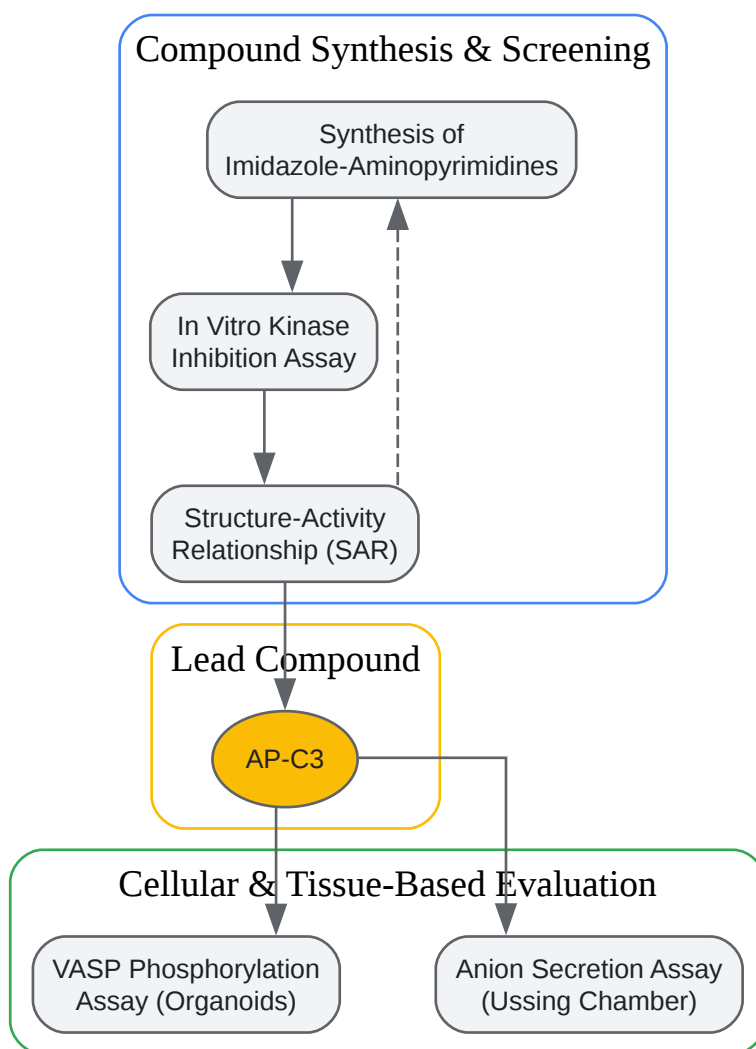 Compound Synthesis & Screening
Synthesis of
Imidazole-Aminopyrimidines
In Vitro Kinase
Inhibition Assay
Structure-Activity
Relationship (SAR)
Lead Compound
AP-C3
Cellular & Tissue-Based Evaluation
VASP Phosphorylation
Assay (Organoids)
Anion Secretion Assay
(Ussing Chamber)